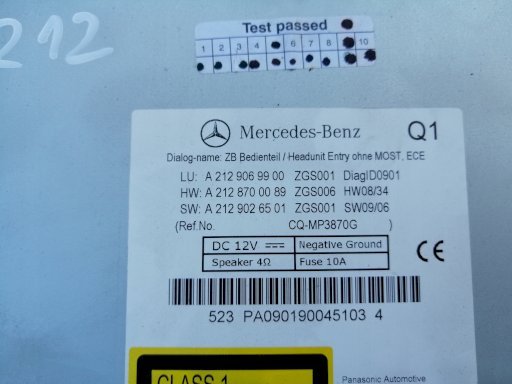 212
Test passed
1 2 3 4 6 7 8 10
Mercedes-Benz Q1
Dialog-name: ZB Bedienteil / Headunit Entry ohne MOST, ECE
LU: A 212 906 99 00 ZGS001 DiagID0901
HW: A 212 870 00 89 ZGS006 HW08/34
SW: A 212 902 65 01 ZGS001 SW09/06
(Ref.No. CQ-MP3870G )
DC 12V Negative Ground
Speaker 4Ω Fuse 10A
CE
523 PA090190045103 4
CLASS 1
Panasonic Automotive